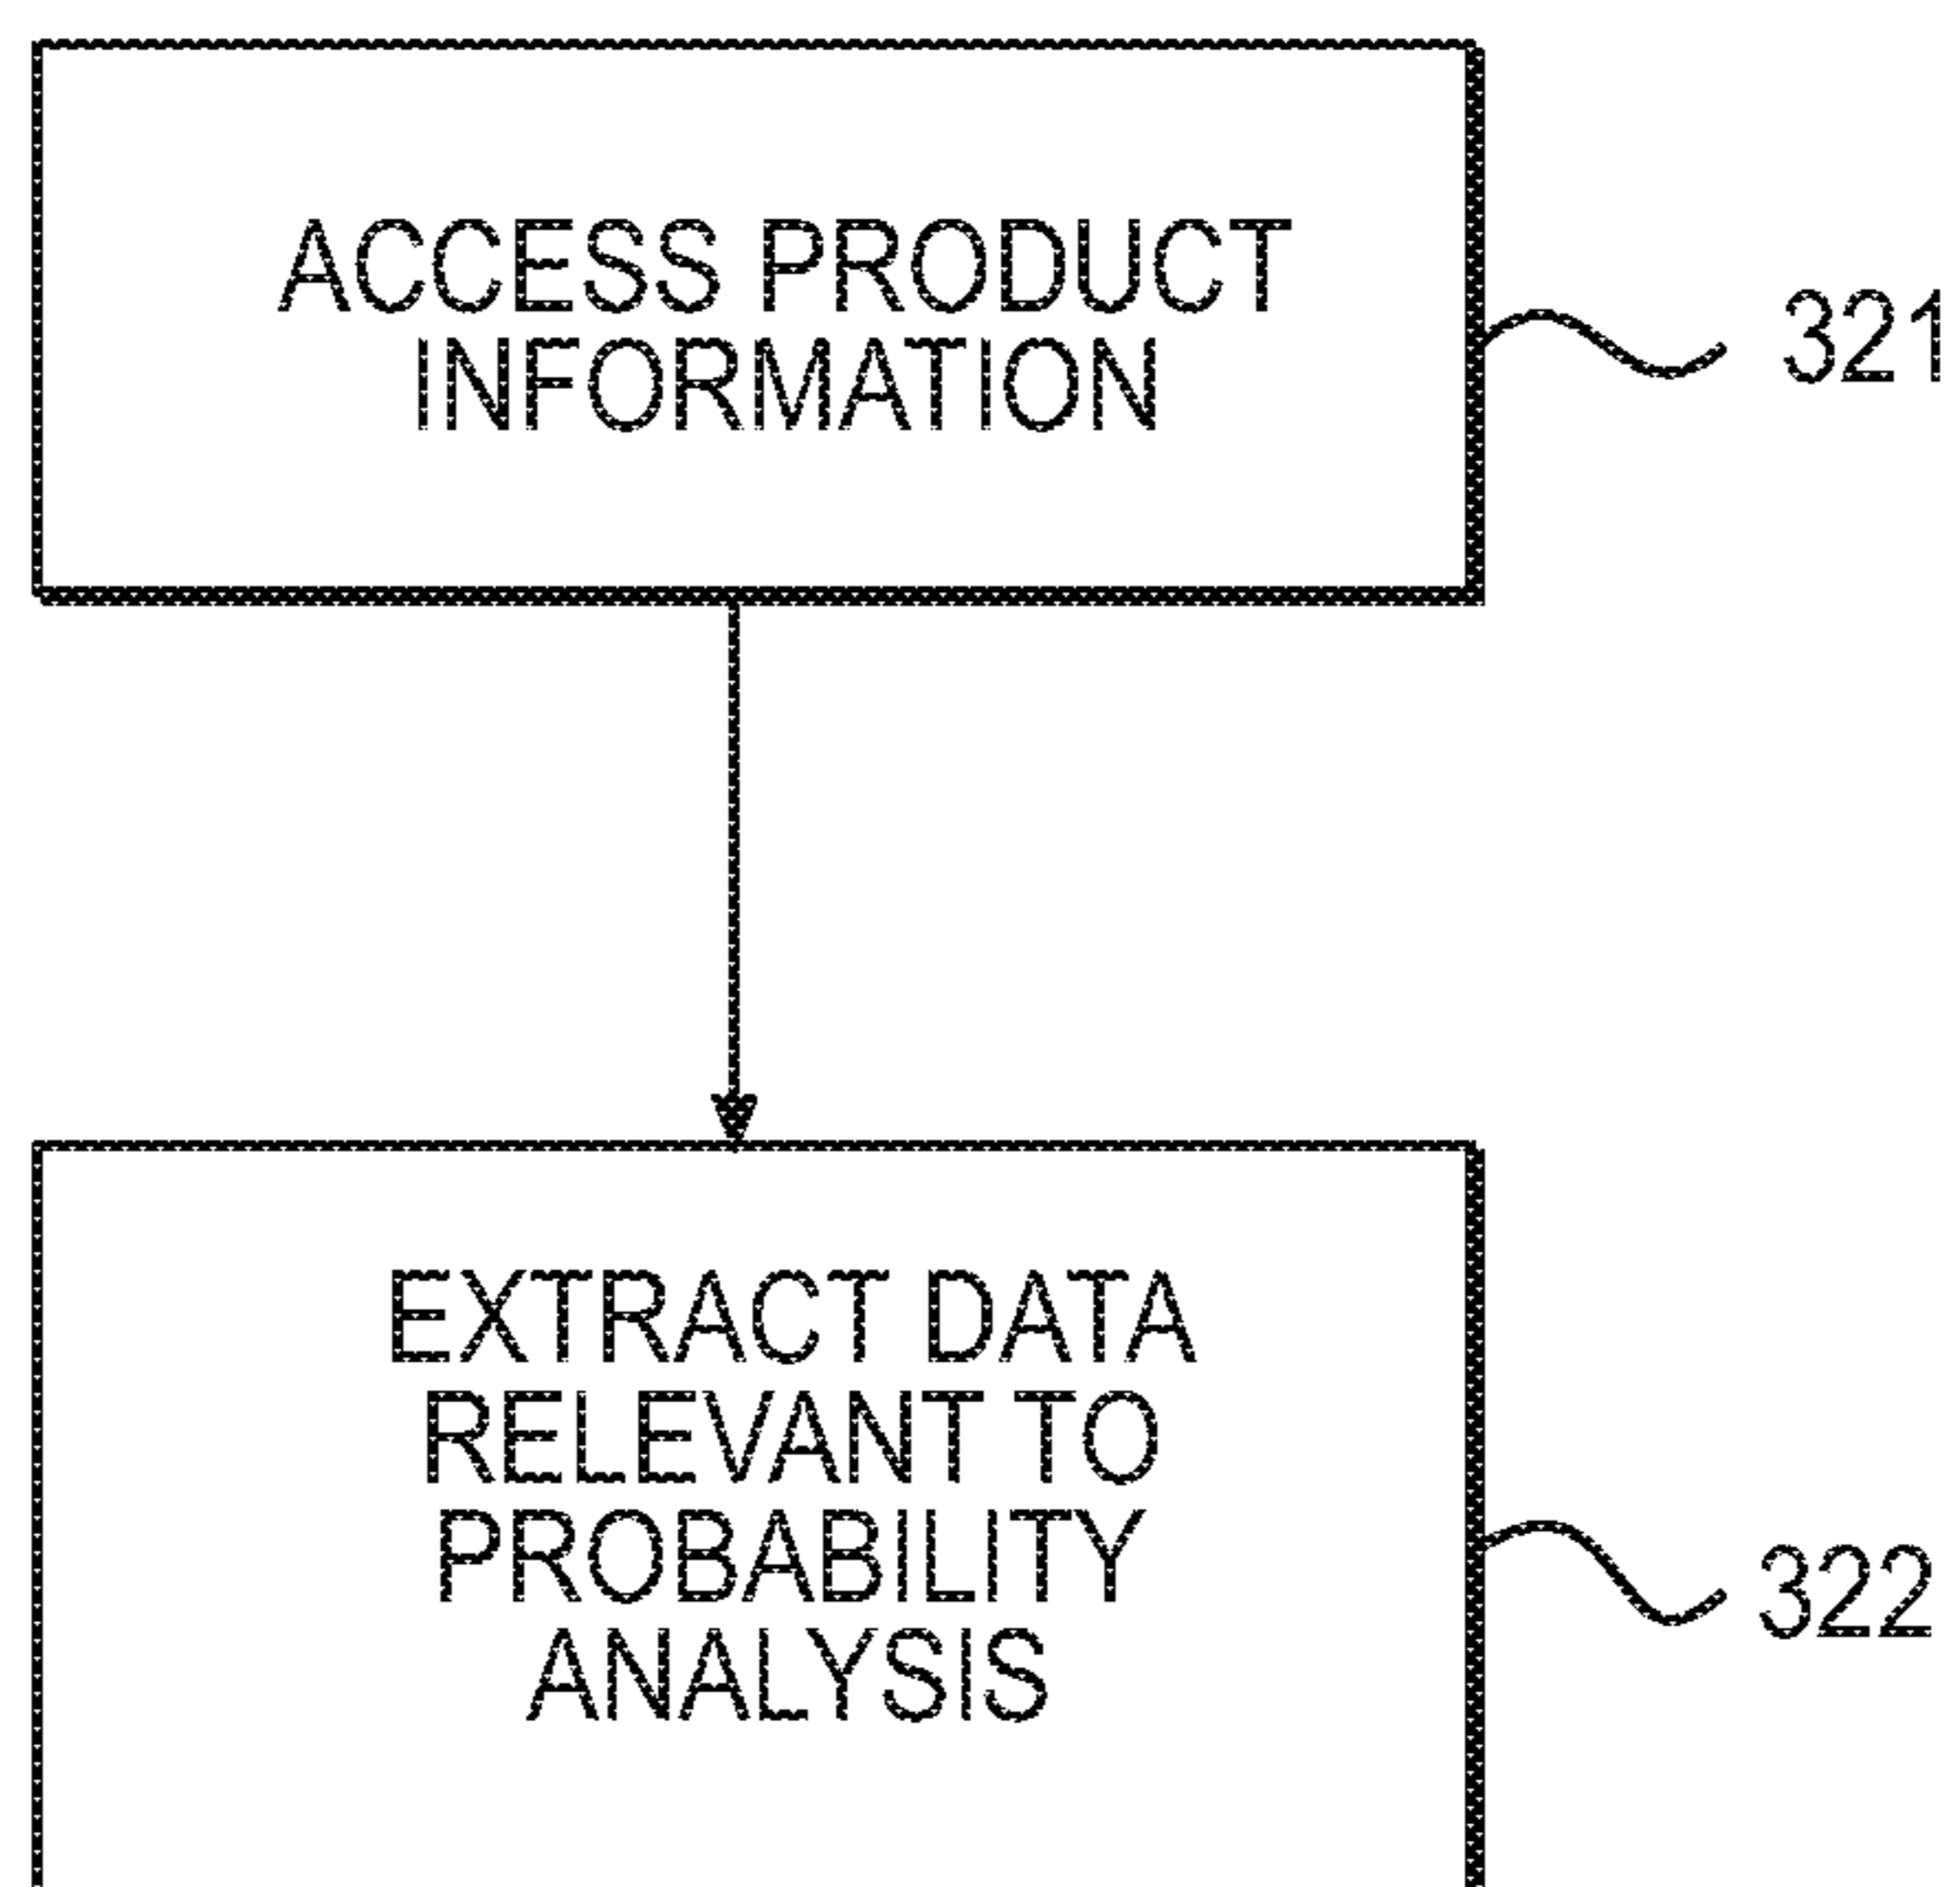 ACCESS PRODUCT
INFORMATION
321
EXTRACT DATA
RELEVANT TO
PROBABILITY
ANALYSIS
322